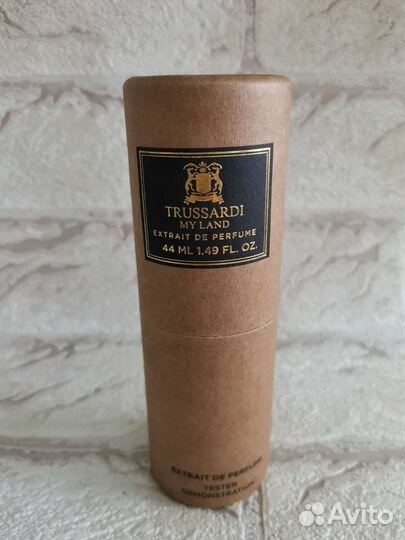 TRUSSARDI
MY LAND
EXTRAIT DE PERFUME
44 ML 1.49 FL. OZ.
EXTRAIT DE PERFUME
TESTER
DEMONSTRATION
Avito